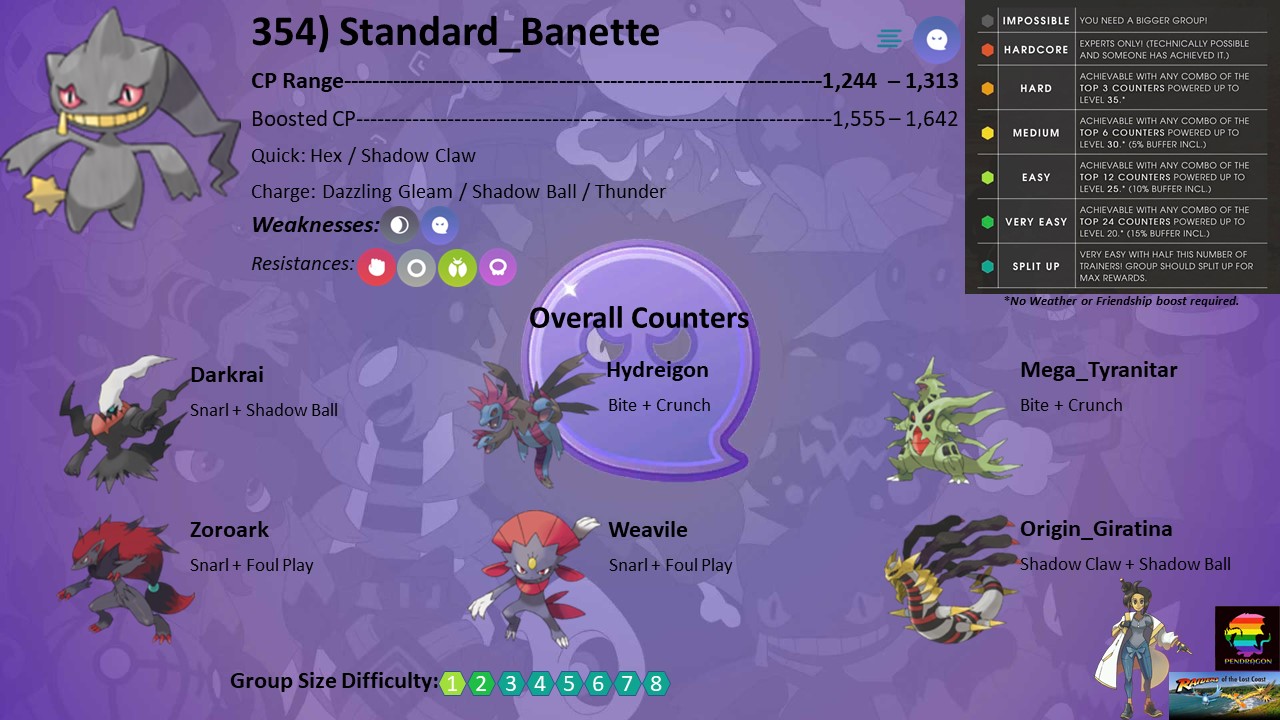 354) Standard_Banette
CP Range------------------------------------------------------------------------1,244 – 1,313
Boosted CP------------------------------------------------------------------------1,555 – 1,642
Quick: Hex / Shadow Claw
Charge: Dazzling Gleam / Shadow Ball / Thunder
Weaknesses:
Resistances:
IMPOSSIBLE YOU NEED A BIGGER GROUP!
HARDCORE EXPERTS ONLY! (TECHNICALLY POSSIBLE
AND SOMEONE HAS ACHIEVED IT.)
HARD ACHIEVABLE WITH ANY COMBO OF THE
TOP 3 COUNTERS POWERED UP TO
LEVEL 35.*
MEDIUM ACHIEVABLE WITH ANY COMBO OF THE
TOP 6 COUNTERS POWERED UP TO
LEVEL 30.* (5% BUFFER INCL.)
EASY ACHIEVABLE WITH ANY COMBO OF THE
TOP 12 COUNTERS POWERED UP TO
LEVEL 25.* (10% BUFFER INCL.)
VERY EASY ACHIEVABLE WITH ANY COMBO OF THE
TOP 24 COUNTERS POWERED UP TO
LEVEL 20.* (15% BUFFER INCL.)
SPLIT UP VERY EASY WITH HALF THIS NUMBER OF
TRAINERS! GROUP SHOULD SPLIT UP FOR
MAX REWARDS.
*No Weather or Friendship boost required.
Overall Counters
Darkrai
Snarl + Shadow Ball
Hydreigon
Bite + Crunch
Mega_Tyranitar
Bite + Crunch
Zoroark
Snarl + Foul Play
Weavile
Snarl + Foul Play
Origin_Giratina
Shadow Claw + Shadow Ball
Group Size Difficulty: 1 2 3 4 5 6 7 8
PENDRAGON
RAIDERS of the Lost Coast